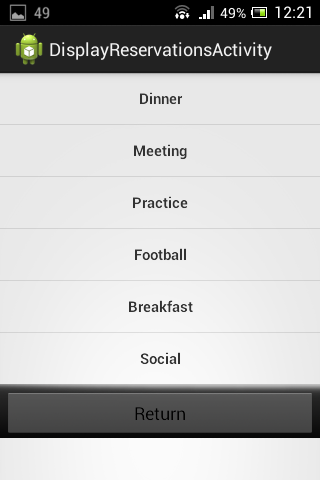 49 49% 12:21
DisplayReservationsActivity
Dinner
Meeting
Practice
Football
Breakfast
Social
Return